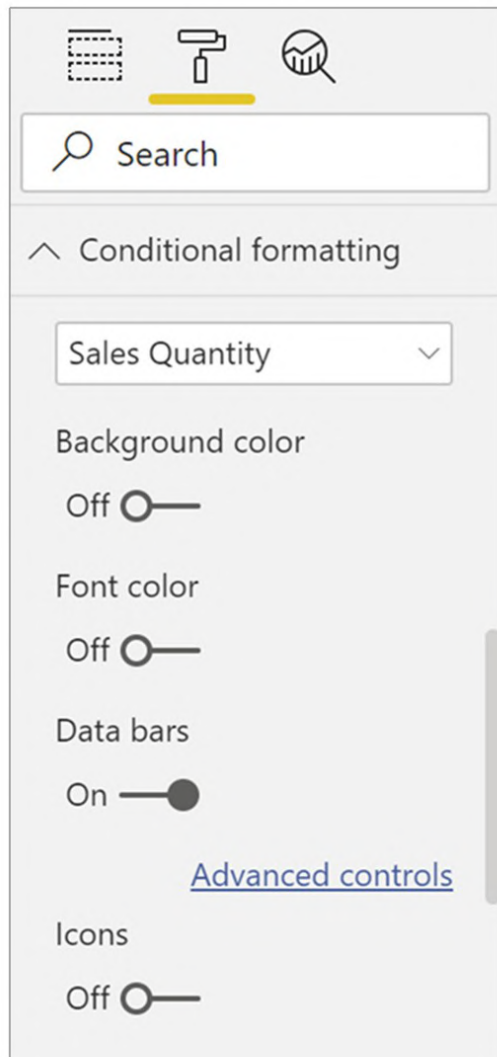 Search
Conditional formatting
Sales Quantity
Background color
Off
Font color
Off
Data bars
On
Advanced controls
Icons
Off